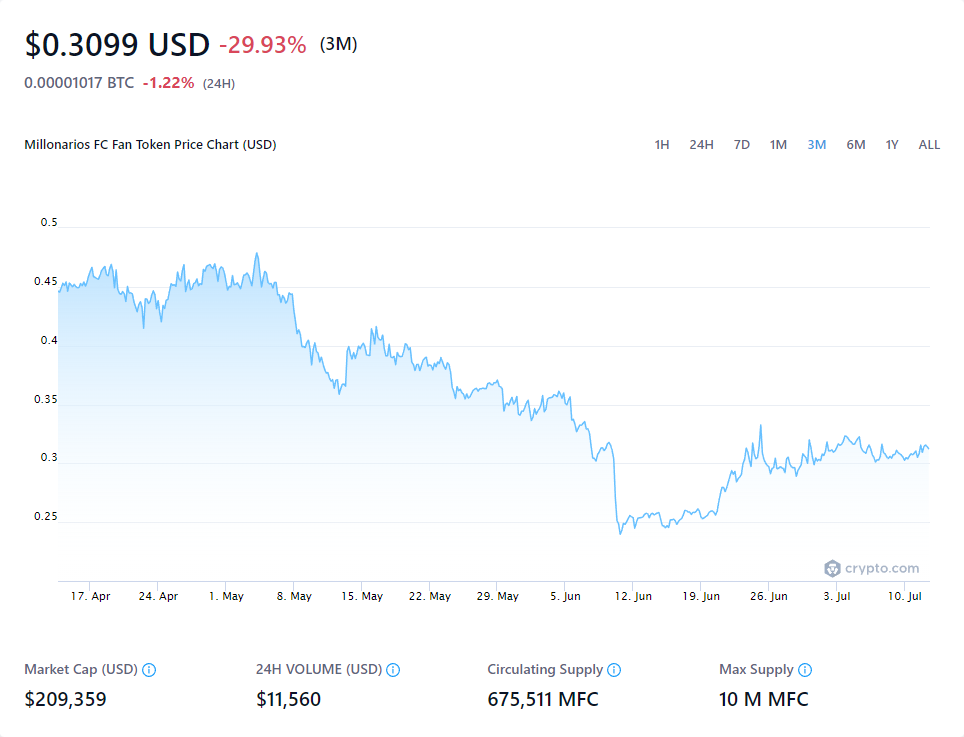 $0.3099 USD -29.93% (3M)
0.00001017 BTC -1.22% (24H)
Millonarios FC Fan Token Price Chart (USD)
1H 24H 7D 1M 3M 6M 1Y ALL
0.5
0.45
0.4
0.35
0.3
0.25
crypto.com
17. Apr 24. Apr 1. May 8. May 15. May 22. May 29. May 5. Jun 12. Jun 19. Jun 26. Jun 3. Jul 10. Jul
Market Cap (USD) 24H VOLUME (USD) Circulating Supply Max Supply
$209,359 $11,560 675,511 MFC 10 M MFC